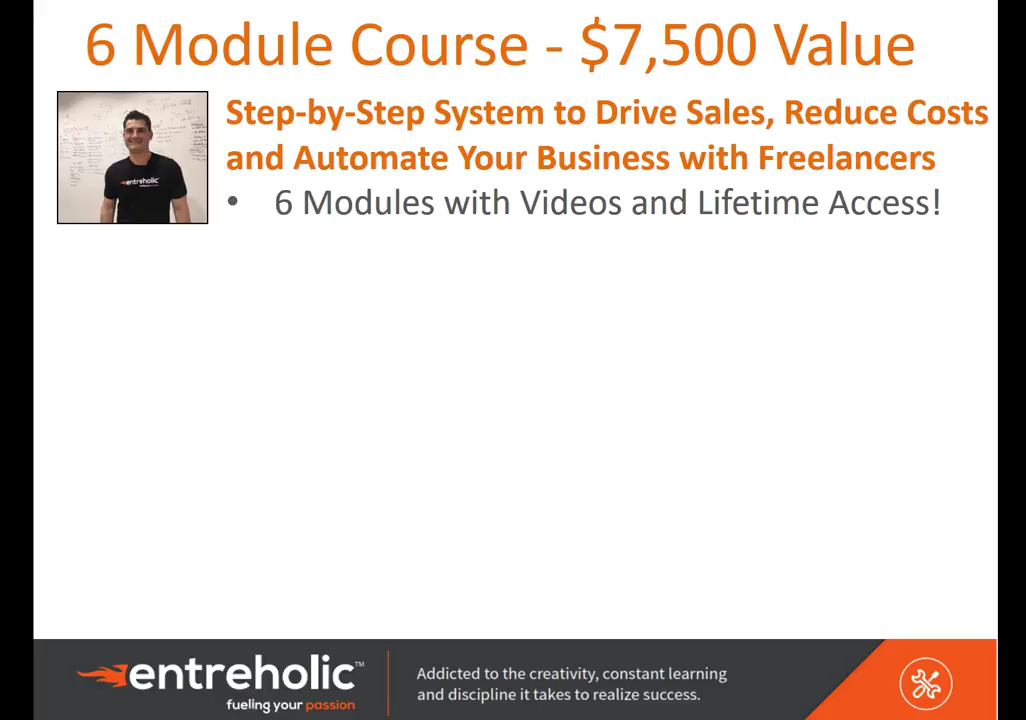 6 Module Course - $7,500 Value
Step-by-Step System to Drive Sales, Reduce Costs
and Automate Your Business with Freelancers
• 6 Modules with Videos and Lifetime Access!
entreholic
entreholic™
fueling your passion
Addicted to the creativity, constant learning
and discipline it takes to realize success.